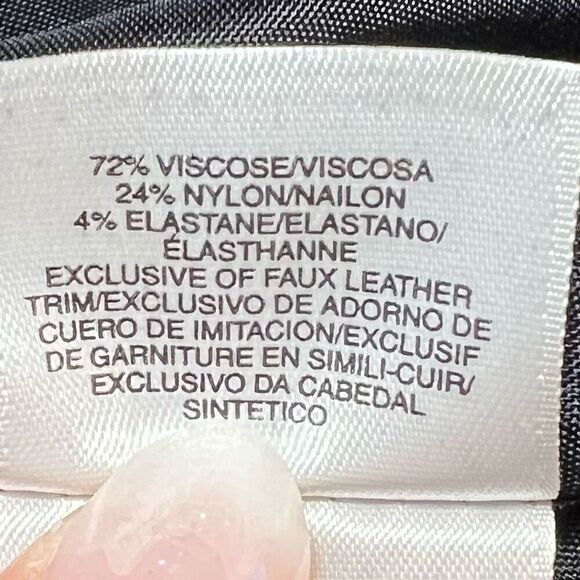 72% VISCOSE/VISCOSA
24% NYLON/NAILON
4% ELASTANE/ELASTANO/
ÉLASTHANNE
EXCLUSIVE OF FAUX LEATHER
TRIM/EXCLUSIVO DE ADORNO DE
CUERO DE IMITACION/EXCLUSIF
DE GARNITURE EN SIMILI-CUIR/
EXCLUSIVO DA CABEDAL
SINTETICO